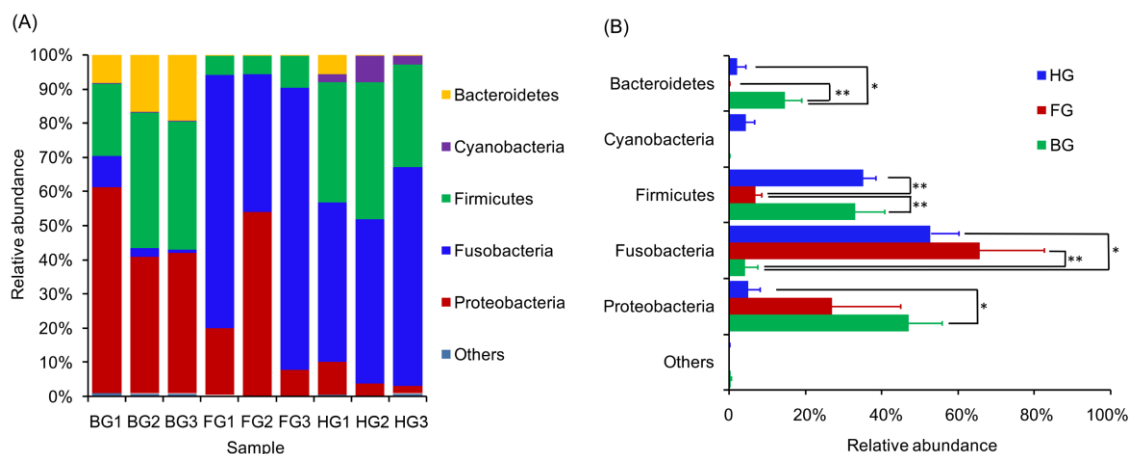 (A)
Relative abundance
100%
90%
80%
70%
60%
50%
40%
30%
20%
10%
0%
BG1 BG2 BG3 FG1 FG2 FG3 HG1 HG2 HG3
Sample
Bacteroidetes
Cyanobacteria
Firmicutes
Fusobacteria
Proteobacteria
Others
(B)
Bacteroidetes
Cyanobacteria
Firmicutes
Fusobacteria
Proteobacteria
Others
**
*
**
**
*
**
*
HG
FG
BG
0% 20% 40% 60% 80% 100%
Relative abundance